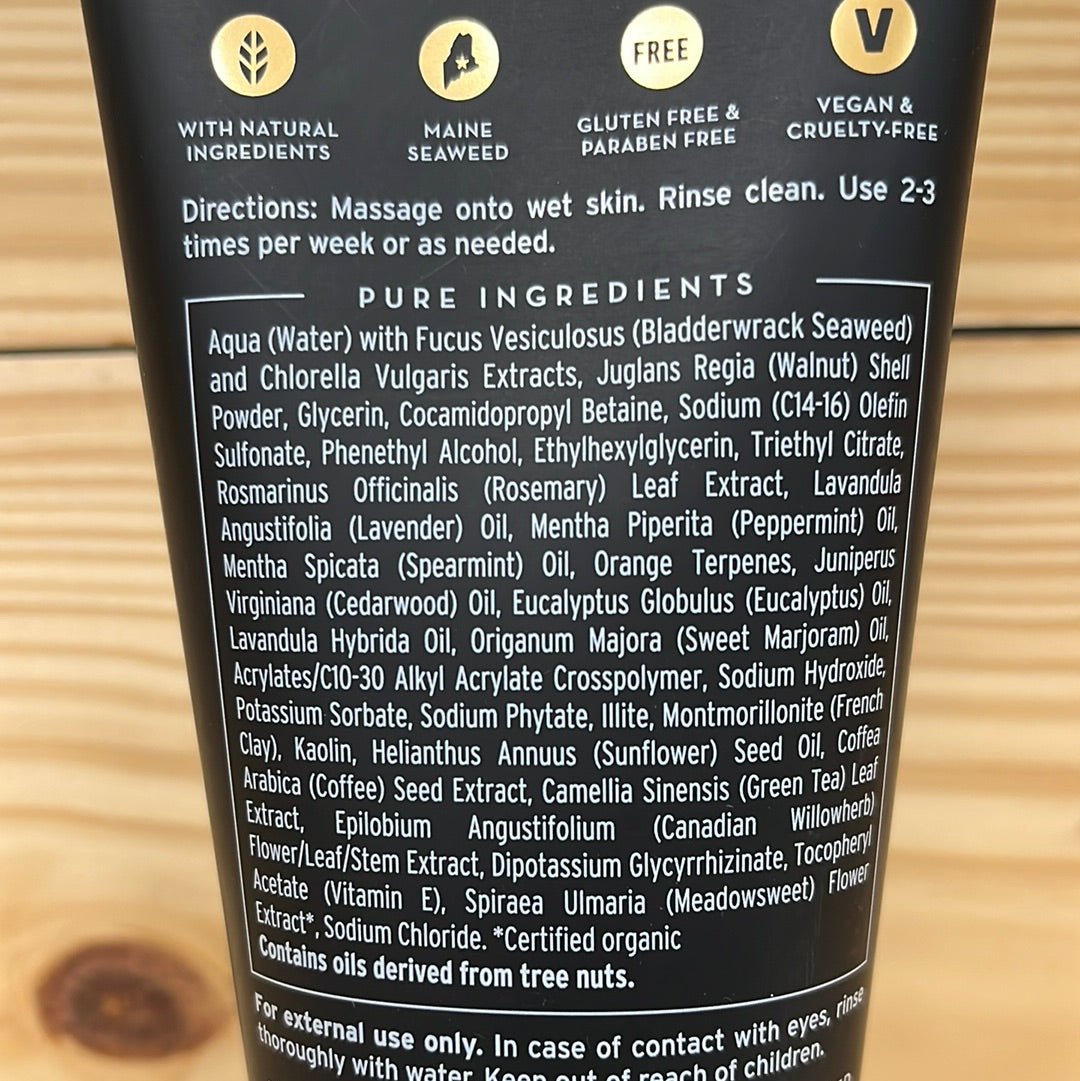 FREE
V
WITH NATURAL
INGREDIENTS
MAINE
SEAWEED
GLUTEN FREE &
PARABEN FREE
VEGAN &
CRUELTY-FREE
Directions: Massage onto wet skin. Rinse clean. Use 2-3
times per week or as needed.
PURE INGREDIENTS
Aqua (Water) with Fucus Vesiculosus (Bladderwrack Seaweed)
and Chlorella Vulgaris Extracts, Juglans Regia (Walnut) Shell
Powder, Glycerin, Cocamidopropyl Betaine, Sodium (C14-16) Olefin
Sulfonate, Phenethyl Alcohol, Ethylhexylglycerin, Triethyl Citrate,
Rosmarinus Officinalis (Rosemary) Leaf Extract, Lavandula
Angustifolia (Lavender) Oil, Mentha Piperita (Peppermint) Oil,
Mentha Spicata (Spearmint) Oil, Orange Terpenes, Juniperus
Virginiana (Cedarwood) Oil, Eucalyptus Globulus (Eucalyptus) Oil,
Lavandula Hybrida Oil, Origanum Majora (Sweet Marjoram) Oil,
Acrylates/C10-30 Alkyl Acrylate Crosspolymer, Sodium Hydroxide,
Potassium Sorbate, Sodium Phytate, Illite, Montmorillonite (French
Clay), Kaolin, Helianthus Annuus (Sunflower) Seed Oil, Coffea
Arabica (Coffee) Seed Extract, Camellia Sinensis (Green Tea) Leaf
Extract, Epilobium Angustifolium (Canadian Willowherb)
Flower/Leaf/Stem Extract, Dipotassium Glycyrrhizinate, Tocopheryl
Acetate (Vitamin E), Spiraea Ulmaria (Meadowsweet) Flower
Extract*, Sodium Chloride. *Certified organic
Contains oils derived from tree nuts.
For external use only. In case of contact with eyes, rinse
thoroughly with water. Keep out of reach of children.